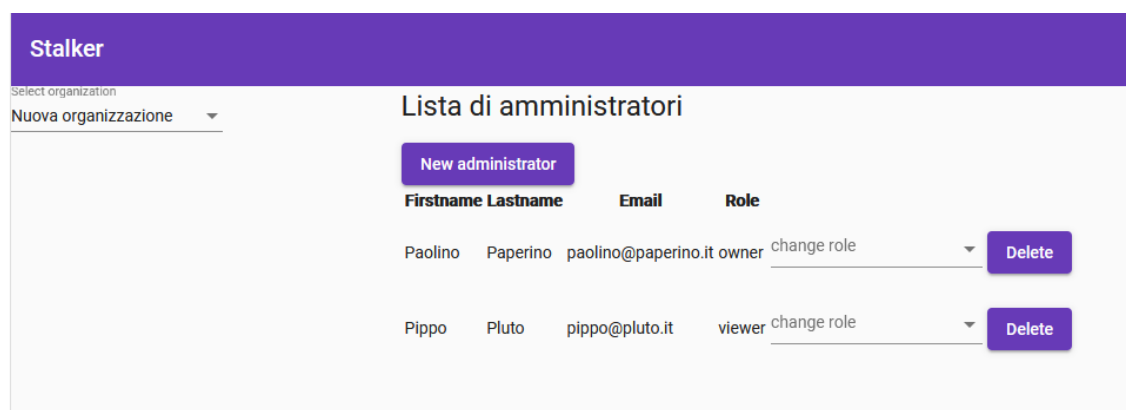 Stalker
Select organization
Nuova organizzazione
Lista di amministratori
New administrator
Firstname Lastname Email Role
Paolino Paperino paolino@paperino.it owner change role Delete
Pippo Pluto pippo@pluto.it viewer change role Delete